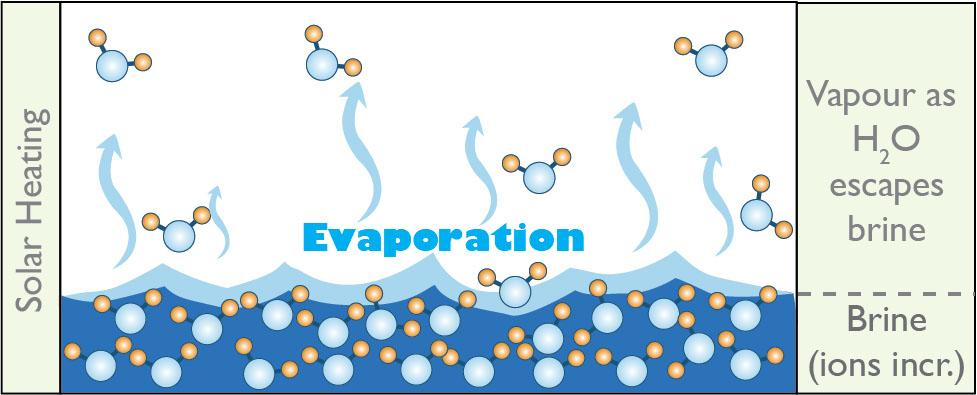 Solar Heating
Evaporation
Vapour as
H₂O
escapes
brine
Brine
(ions incr.)